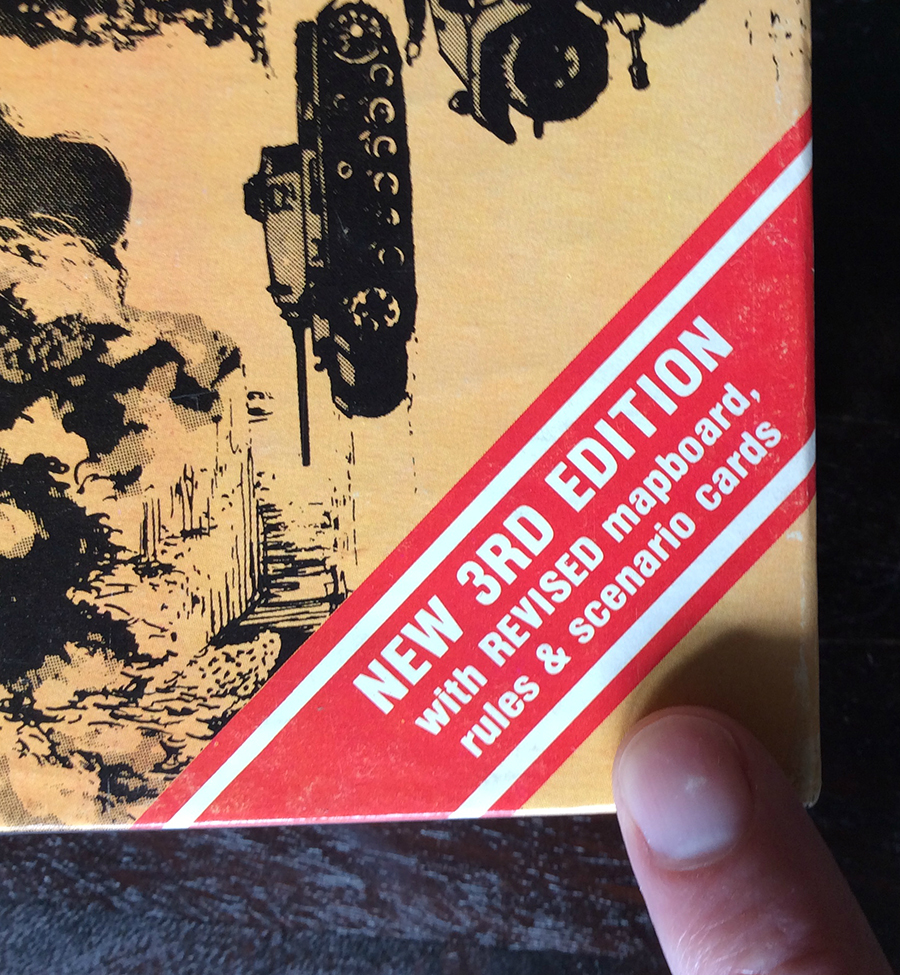 NEW 3RD EDITION
with REVISED mapboard,
rules & scenario cards